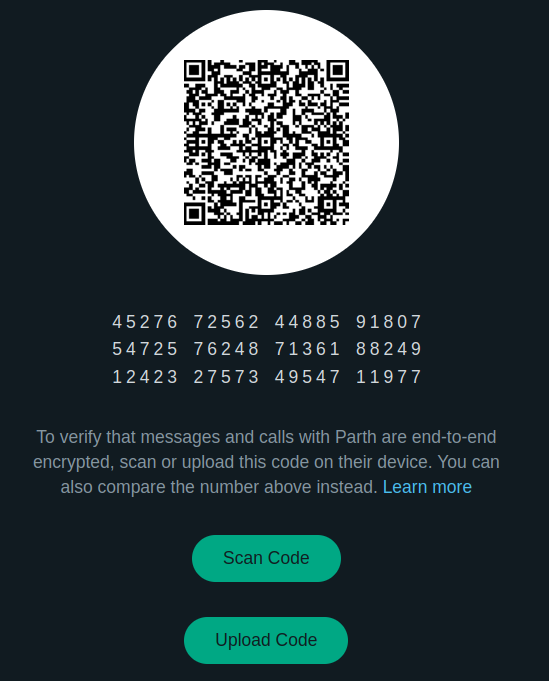 45276 72562 44885 91807
54725 76248 71361 88249
12423 27573 49547 11977
To verify that messages and calls with Parth are end-to-end
encrypted, scan or upload this code on their device. You can
also compare the number above instead. Learn more
Scan Code
Upload Code